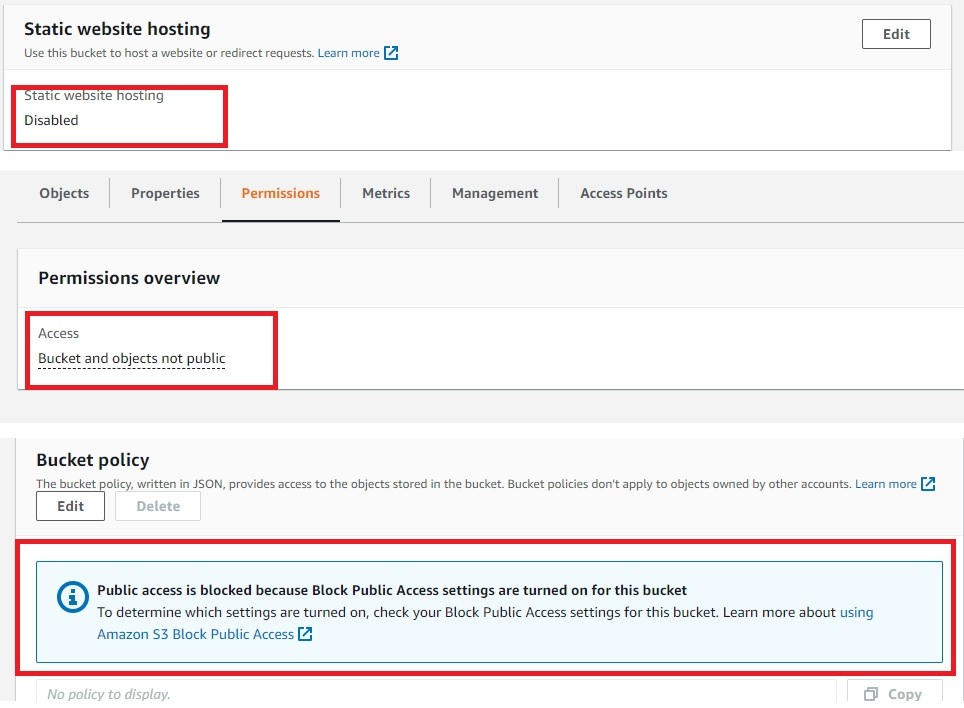 Static website hosting
Edit
Use this bucket to host a website or redirect requests. Learn more
Static website hosting
Disabled
Objects Properties Permissions Metrics Management Access Points
Permissions overview
Access
Bucket and objects not public
Bucket policy
The bucket policy, written in JSON, provides access to the objects stored in the bucket. Bucket policies don't apply to objects owned by other accounts. Learn more
Edit Delete
Public access is blocked because Block Public Access settings are turned on for this bucket
To determine which settings are turned on, check your Block Public Access settings for this bucket. Learn more about using
Amazon S3 Block Public Access
No policy to display. Copy